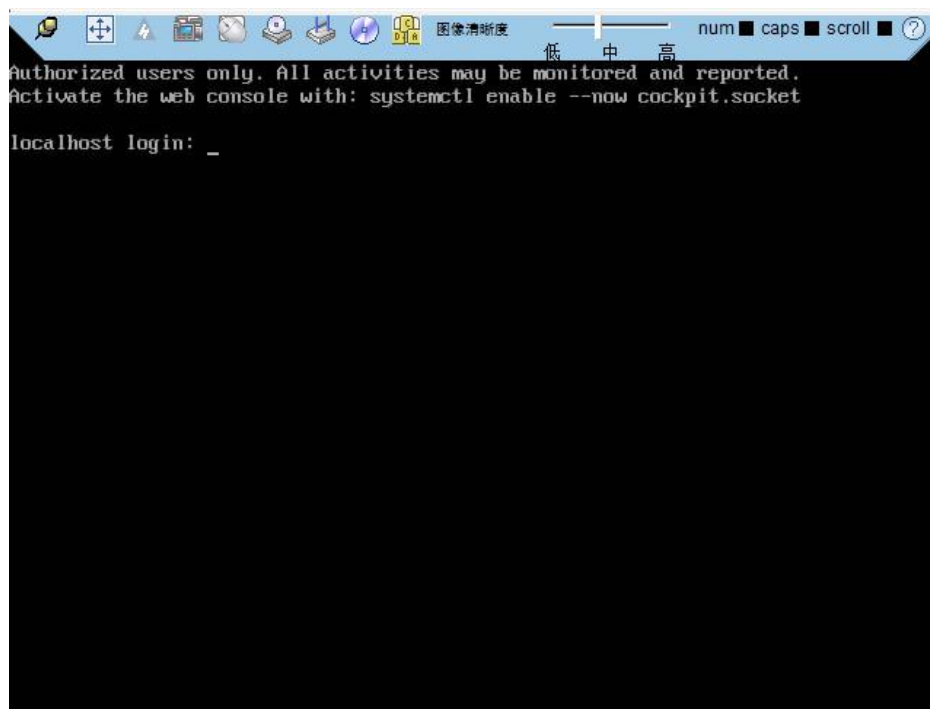 图像清晰度 低 中 高 num caps scroll ?
Authorized users only. All activities may be monitored and reported.
Activate the web console with: systemctl enable --now cockpit.socket
localhost login: _